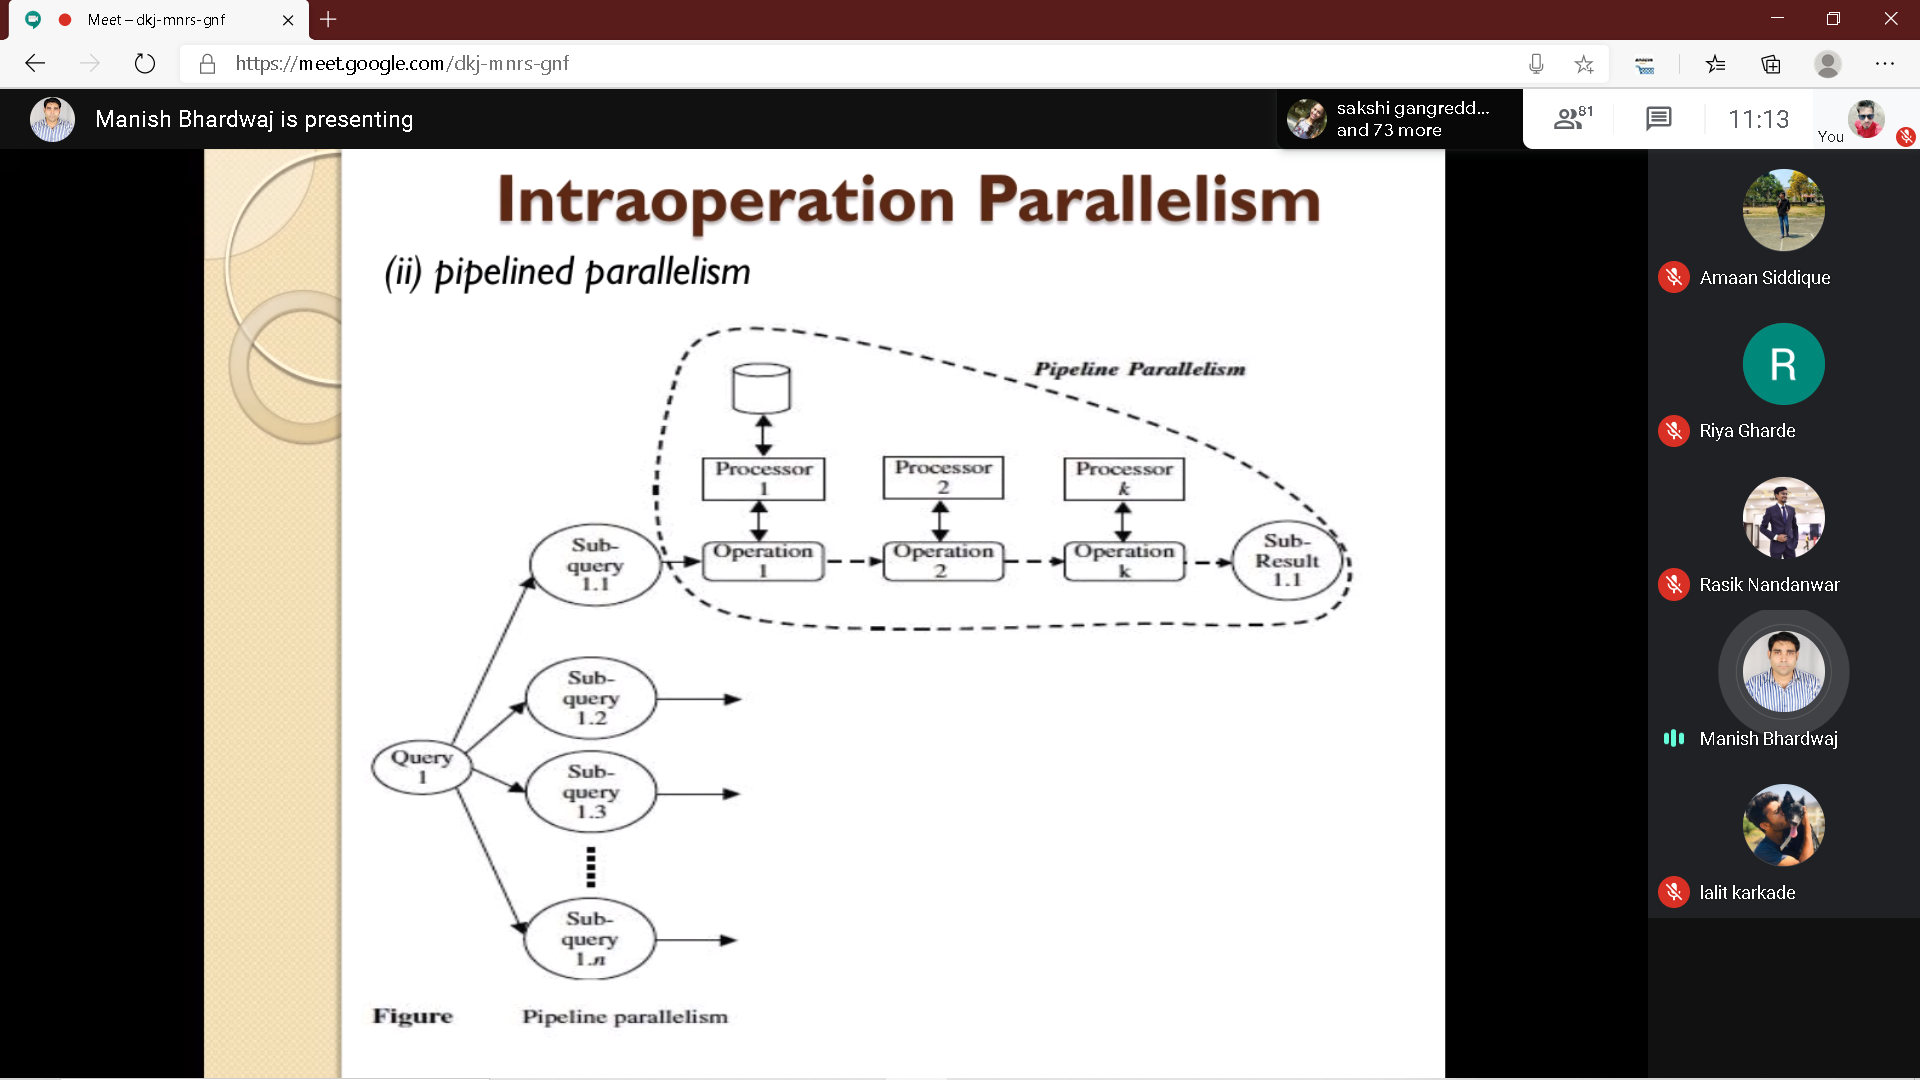 Meet – dkj-mnrs-gnf
https://meet.google.com/dkj-mnrs-gnf
Manish Bhardwaj is presenting
sakshi gangredd...
and 73 more
81
11:13
You
Intraoperation Parallelism
(ii) pipelined parallelism
Pipeline Parallelism
Processor
1
Processor
2
Processor
k
Sub-
query
1.1
Operation
1
Operation
2
Operation
k
Sub-
Result
1.1
Sub-
query
1.2
Query
1
Sub-
query
1.3
Sub-
query
1.n
Figure Pipeline parallelism
Amaan Siddique
R
Riya Gharde
Rasik Nandanwar
Manish Bhardwaj
lalit karkade